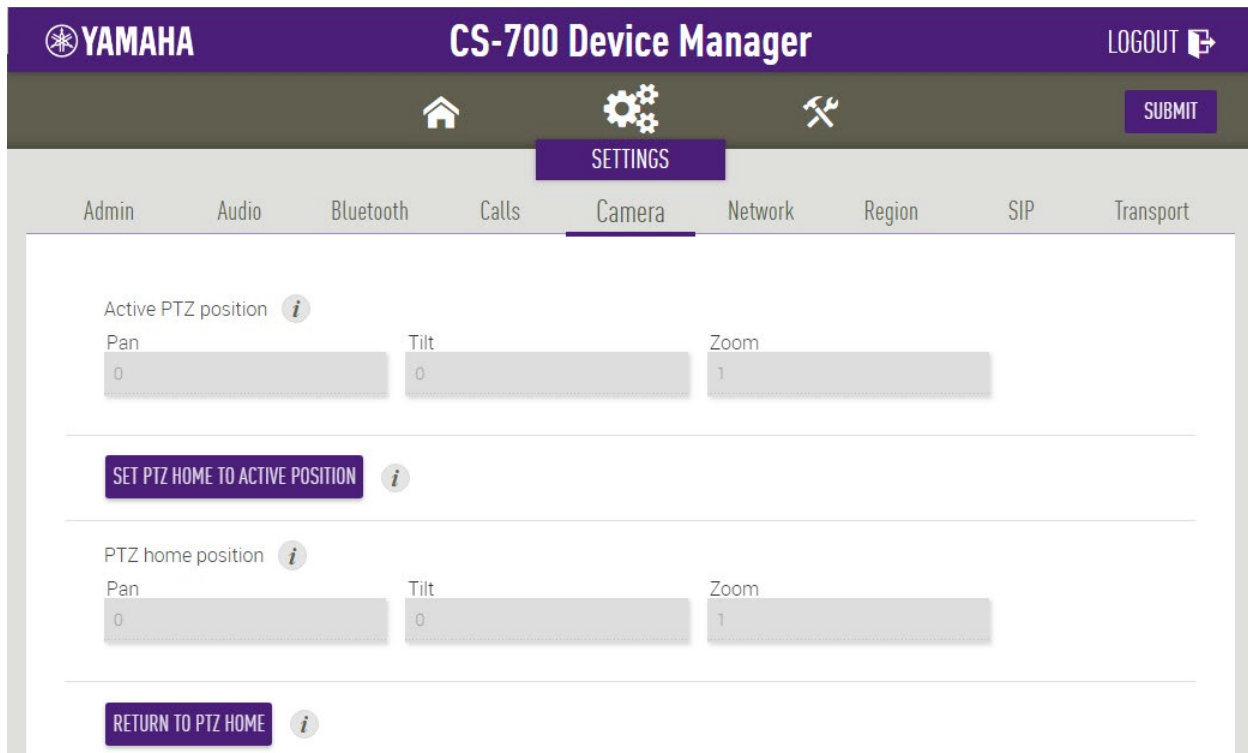 YAMAHA CS-700 Device Manager LOGOUT
SUBMIT
SETTINGS
Admin Audio Bluetooth Calls Camera Network Region SIP Transport
Active PTZ position i
Pan Tilt Zoom
0 0 1
SET PTZ HOME TO ACTIVE POSITION i
PTZ home position i
Pan Tilt Zoom
0 0 1
RETURN TO PTZ HOME i